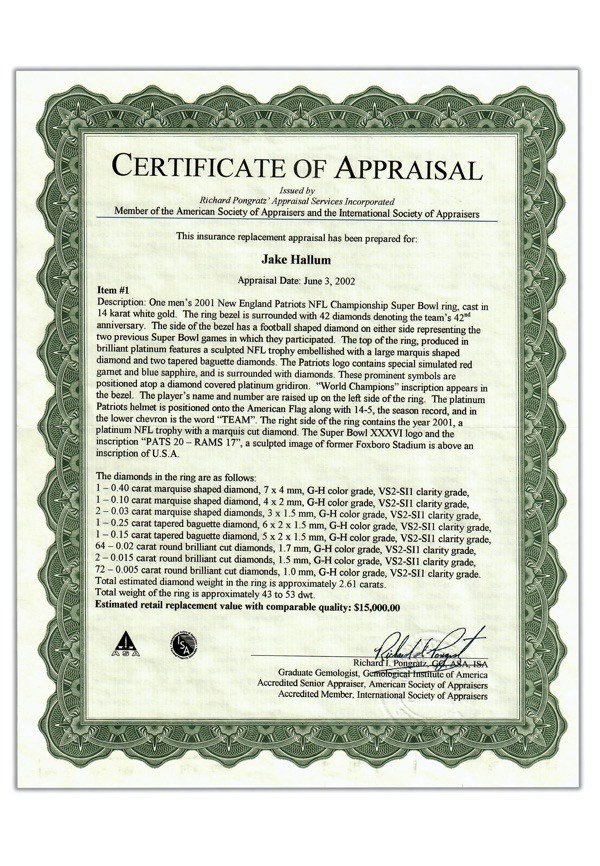 CERTIFICATE OF APPRAISAL
Issued by
Richard Pongratz' Appraisal Services Incorporated
Member of the American Society of Appraisers and the International Society of Appraisers
This insurance replacement appraisal has been prepared for:
Jake Hallum
Appraisal Date: June 3, 2002
Item #1
Description: One men's 2001 New England Patriots NFL Championship Super Bowl ring, cast in
14 karat white gold. The ring bezel is surrounded with 42 diamonds denoting the team's 42nd
anniversary. The side of the bezel has a football shaped diamond on either side representing the
two previous Super Bowl games in which they participated. The top of the ring, produced in
brilliant platinum features a sculpted NFL trophy embellished with a large marquis shaped
diamond and two tapered baguette diamonds. The Patriots logo contains special simulated red
garnet and blue sapphire, and is surrounded with diamonds. These prominent symbols are
positioned atop a diamond covered platinum gridiron. "World Champions" inscription appears in
the bezel. The player's name and number are raised up on the left side of the ring. The platinum
Patriots helmet is positioned onto the American Flag along with 14-5, the season record, and in
the lower chevron is the word "TEAM". The right side of the ring contains the year 2001, a
platinum NFL trophy with a marquis cut diamond. The Super Bowl XXXVI logo and the
inscription "PATS 20 – RAMS 17", a sculpted image of former Foxboro Stadium is above an
inscription of U.S.A.
The diamonds in the ring are as follows:
1 – 0.40 carat marquise shaped diamond, 7 x 4 mm, G-H color grade, VS2-SI1 clarity grade,
1 – 0.10 carat marquise shaped diamond, 4 x 2 mm, G-H color grade, VS2-SI1 clarity grade,
2 – 0.03 carat marquise shaped diamonds, 3 x 1.5 mm, G-H color grade, VS2-SI1 clarity grade,
1 – 0.25 carat tapered baguette diamond, 6 x 2 x 1.5 mm, G-H color grade, VS2-SI1 clarity grade,
1 – 0.15 carat tapered baguette diamond, 5 x 2 x 1.5 mm, G-H color grade, VS2-SI1 clarity grade,
64 – 0.02 carat round brilliant cut diamonds, 1.7 mm, G-H color grade, VS2-SI1 clarity grade,
2 – 0.015 carat round brilliant cut diamonds, 1.5 mm, G-H color grade, VS2-SI1 clarity grade,
72 – 0.005 carat round brilliant cut diamonds, 1.0 mm, G-H color grade, VS2-SI1 clarity grade.
Total estimated diamond weight in the ring is approximately 2.61 carats.
Total weight of the ring is approximately 43 to 53 dwt.
Estimated retail replacement value with comparable quality: $15,000.00
ASA
ISA
Richard I. Pongratz, GG, ASA, ISA
Graduate Gemologist, Gemological Institute of America
Accredited Senior Appraiser, American Society of Appraisers
Accredited Member, International Society of Appraisers